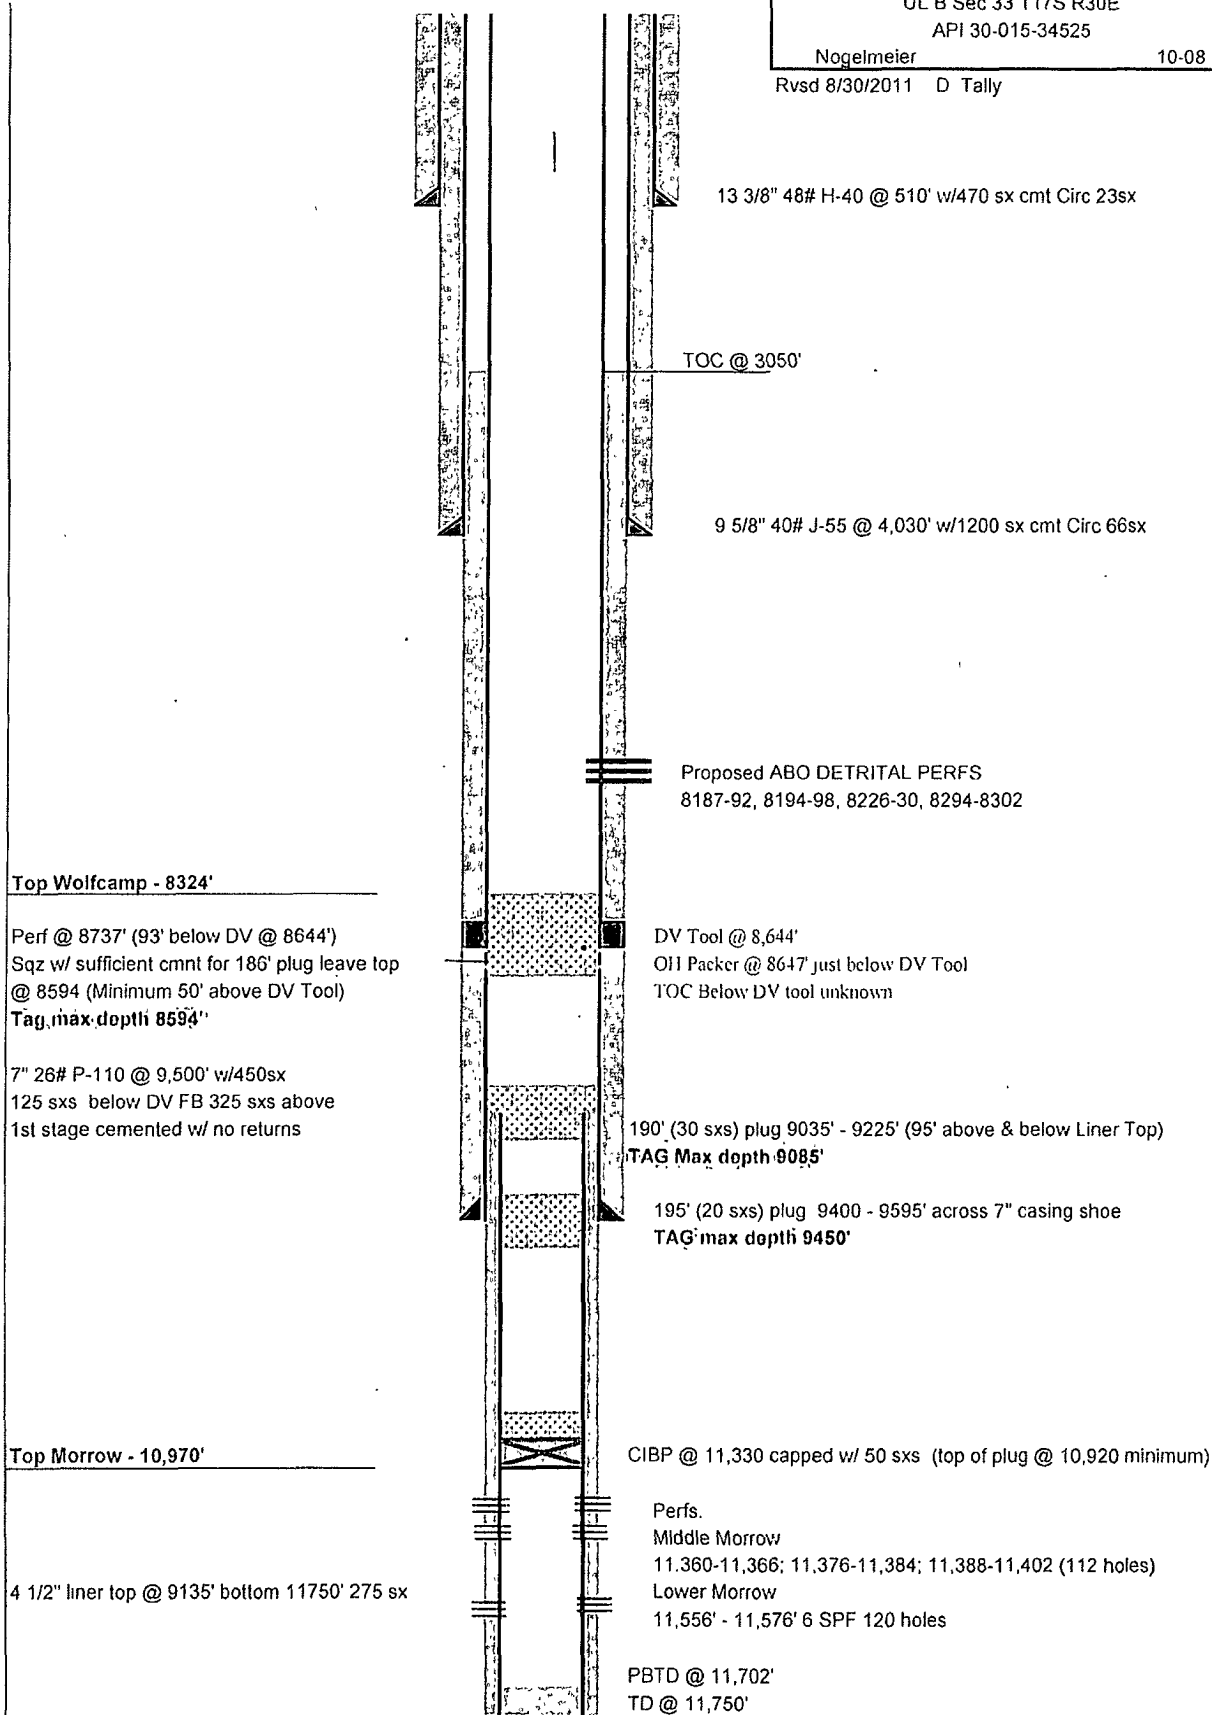 UL B Sec 33 T17S R30E
API 30-015-34525
Nogelmeier 10-08
Rvsd 8/30/2011 D Tally
13 3/8" 48# H-40 @ 510' w/470 sx cmt Circ 23sx
TOC @ 3050'
9 5/8" 40# J-55 @ 4,030' w/1200 sx cmt Circ 66sx
Proposed ABO DETRITAL PERFS
8187-92, 8194-98, 8226-30, 8294-8302
Top Wolfcamp - 8324'
Perf @ 8737' (93' below DV @ 8644')
Sqz w/ sufficient cmnt for 186' plug leave top
@ 8594 (Minimum 50' above DV Tool)
Tag max depth 8594'
DV Tool @ 8,644'
OH Packer @ 8647' just below DV Tool
TOC Below DV tool unknown
7" 26# P-110 @ 9,500' w/450sx
125 sxs below DV FB 325 sxs above
1st stage cemented w/ no returns
190' (30 sxs) plug 9035' - 9225' (95' above & below Liner Top)
TAG Max depth 9085'
195' (20 sxs) plug 9400 - 9595' across 7" casing shoe
TAG max depth 9450'
Top Morrow - 10,970'
CIBP @ 11,330 capped w/ 50 sxs (top of plug @ 10,920 minimum)
Perfs.
Middle Morrow
11.360-11,366; 11,376-11,384; 11,388-11,402 (112 holes)
Lower Morrow
11,556' - 11,576' 6 SPF 120 holes
4 1/2" liner top @ 9135' bottom 11750' 275 sx
PBTD @ 11,702'
TD @ 11,750'